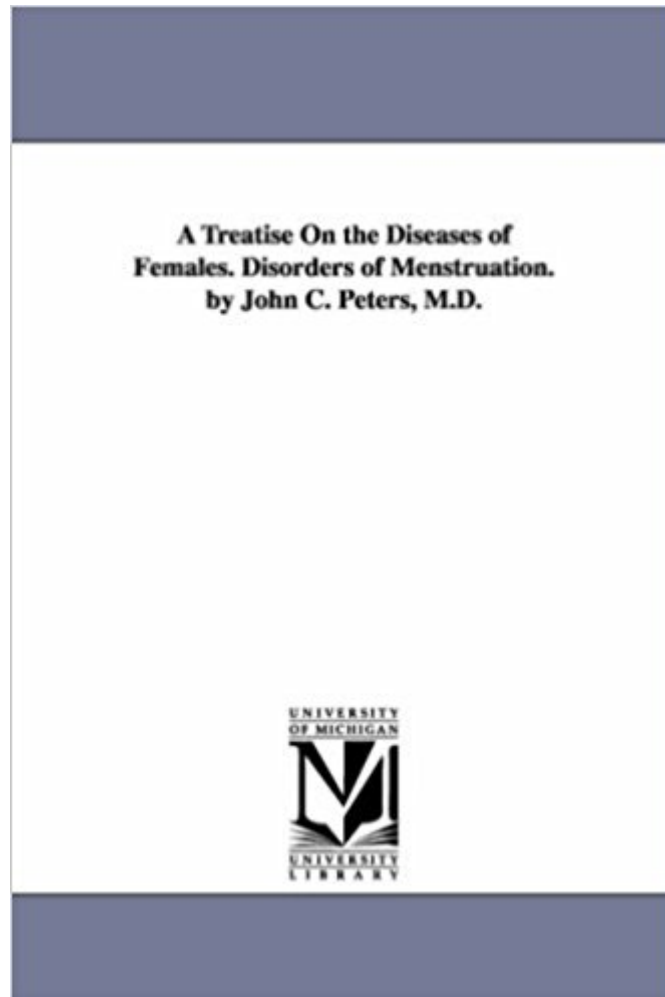 A Treatise On the Diseases of
Females. Disorders of Menstruation.
by John C. Peters, M.D.
UNIVERSITY
OF MICHIGAN
UNIVERSITY
LIBRARY